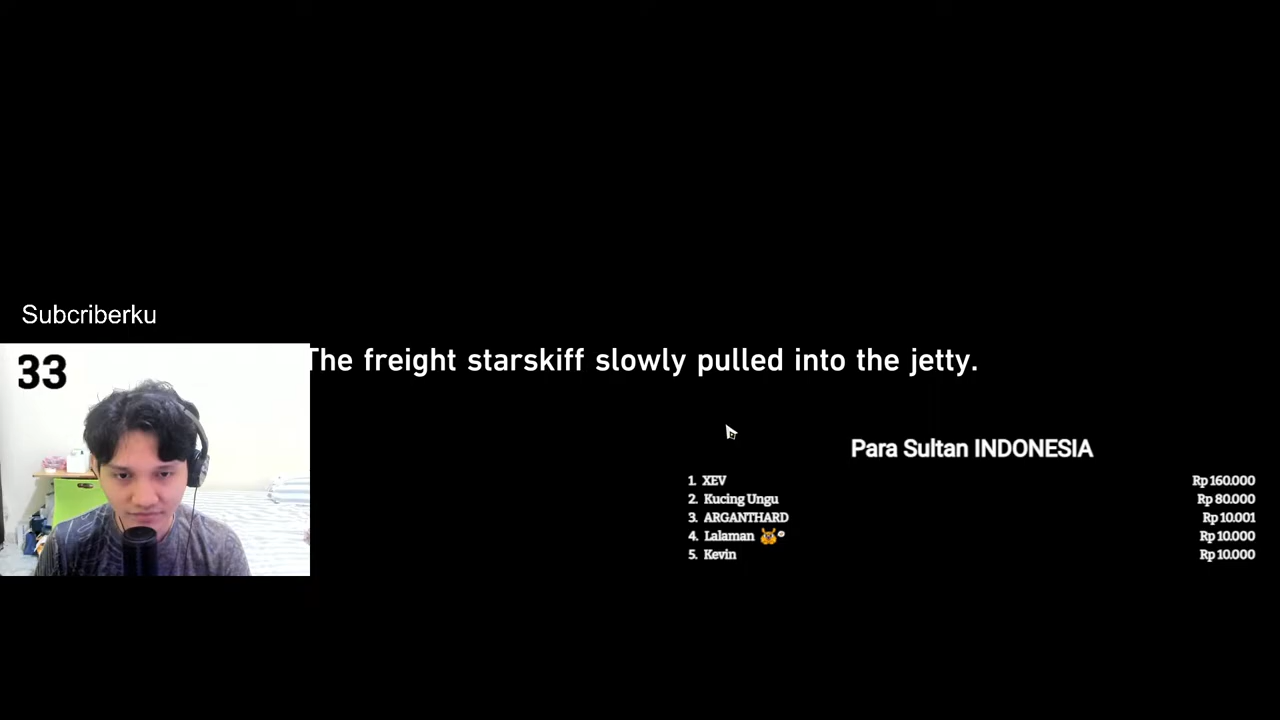 Subcriberku
33
The freight starskiff slowly pulled into the jetty.
Para Sultan INDONESIA
1. XEV Rp 160.000
2. Kucing Ungu Rp 80.000
3. ARGANTHARD Rp 10.001
4. Lalaman Rp 10.000
5. Kevin Rp 10.000